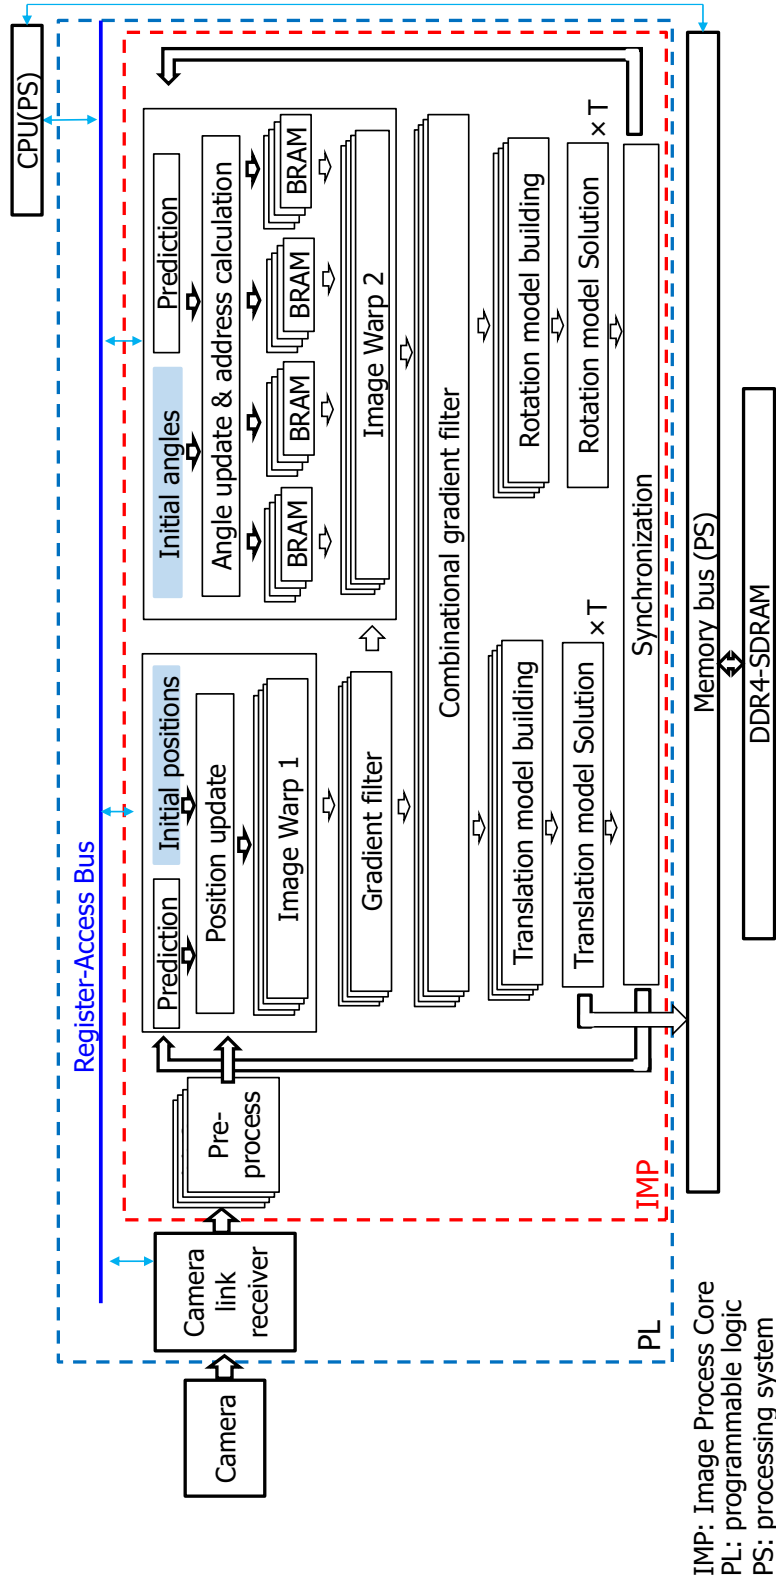 CPU(PS)
Register-Access Bus
Camera
Camera
link
receiver
Pre-
process
Prediction
Initial positions
Position update
Image Warp 1
Gradient filter
Initial angles
Prediction
Angle update & address calculation
BRAM
BRAM
BRAM
BRAM
Image Warp 2
Combinational gradient filter
Translation model building
Translation model Solution
×T
Rotation model building
Rotation model Solution
×T
Synchronization
IMP
PL
Memory bus (PS)
DDR4-SDRAM
IMP: Image Process Core
PL: programmable logic
PS: processing system